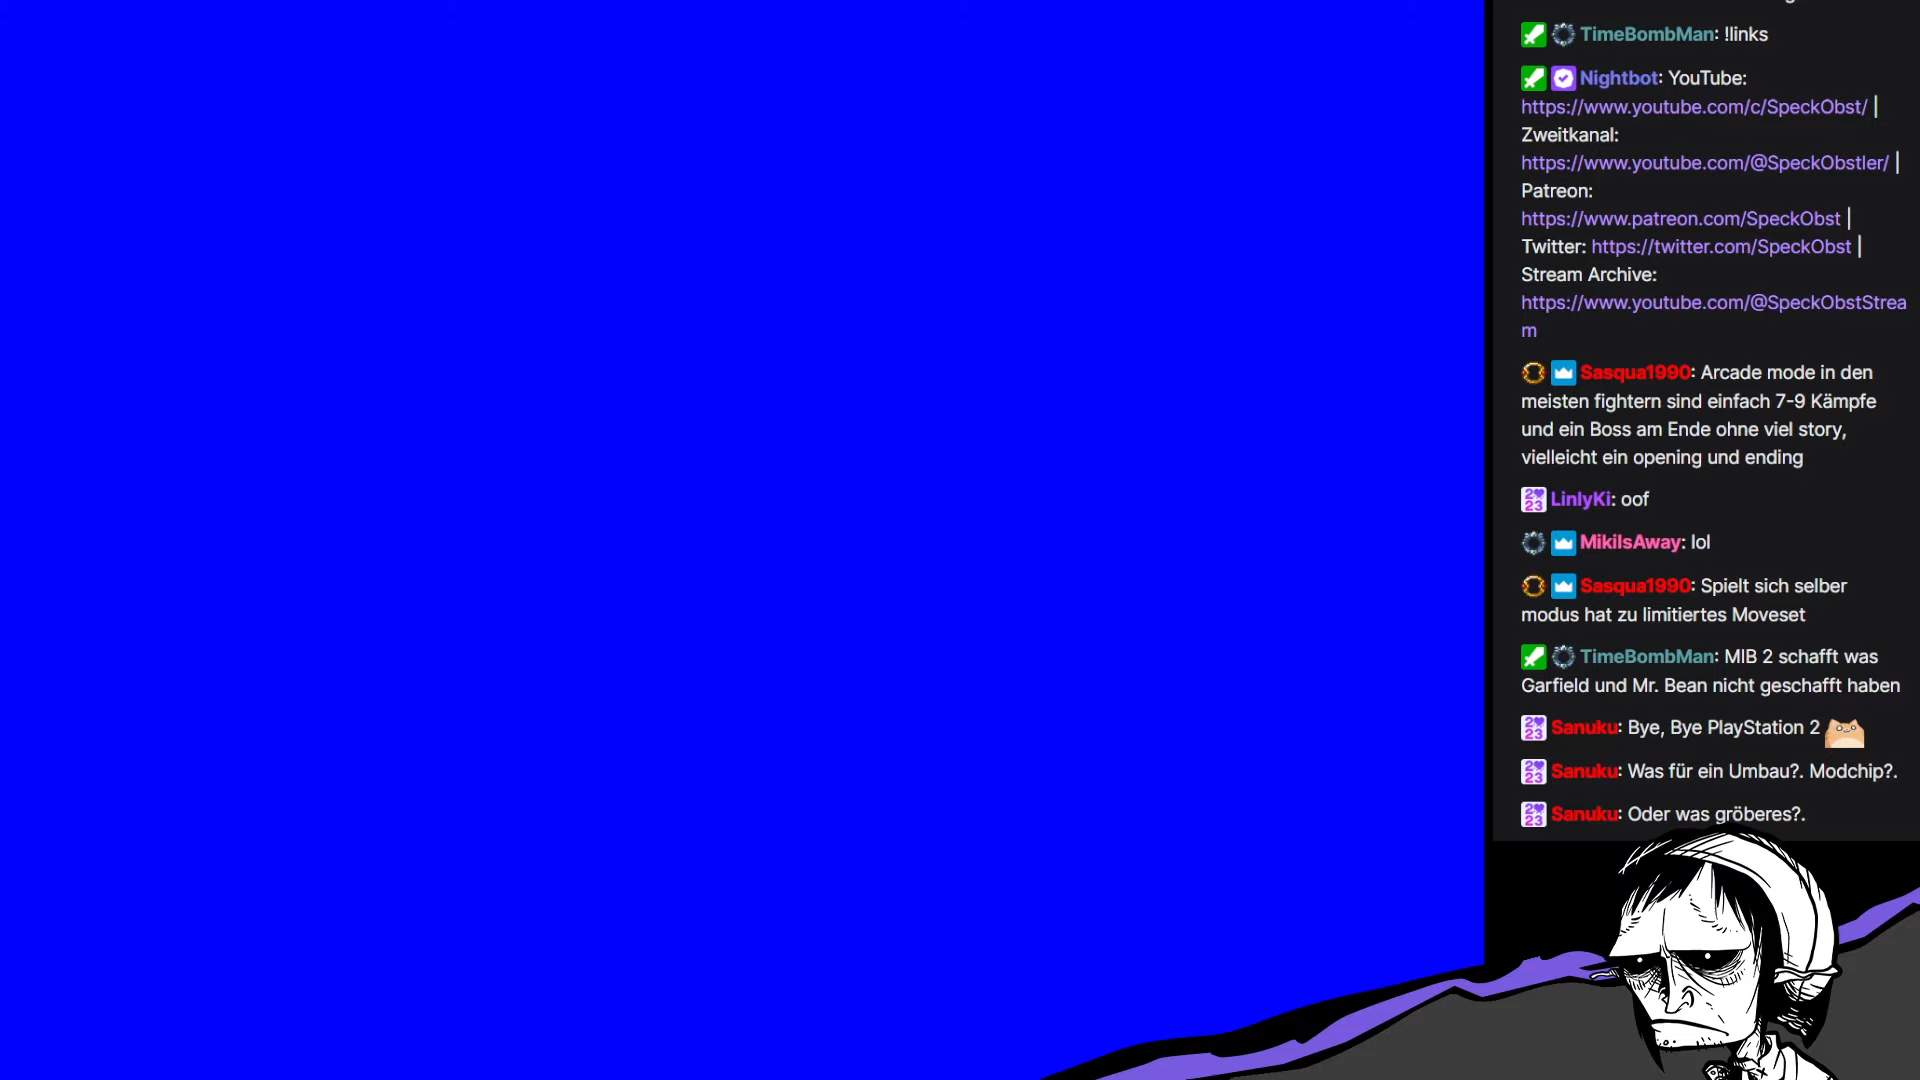 TimeBombMan: !links
Nightbot: YouTube:
https://www.youtube.com/c/SpeckObst/ |
Zweitkanal:
https://www.youtube.com/@SpeckObstler/ |
Patreon:
https://www.patreon.com/SpeckObst |
Twitter: https://twitter.com/SpeckObst |
Stream Archive:
https://www.youtube.com/@SpeckObstStrea
m
Sasqua1990: Arcade mode in den
meisten fightern sind einfach 7-9 Kämpfe
und ein Boss am Ende ohne viel story,
vielleicht ein opening und ending
2023 LinlyKi: oof
MikilsAway: lol
Sasqua1990: Spielt sich selber
modus hat zu limitiertes Moveset
TimeBombMan: MIB 2 schafft was
Garfield und Mr. Bean nicht geschafft haben
2023 Sanuku: Bye, Bye PlayStation 2
2023 Sanuku: Was für ein Umbau?. Modchip?.
2023 Sanuku: Oder was gröberes?.